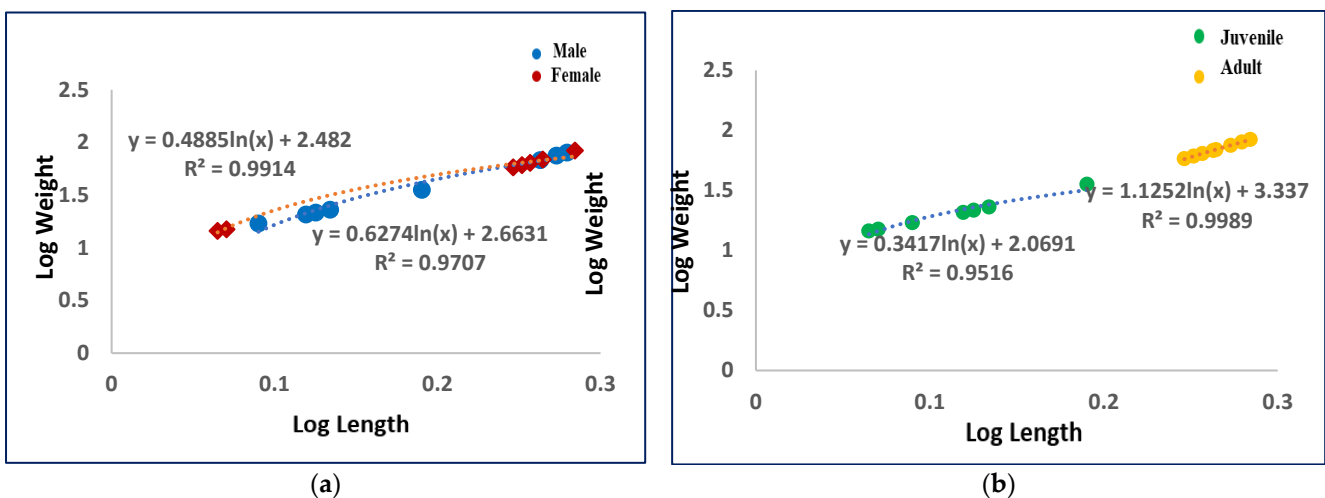 Male
Female
2.5
2
1.5
1
0.5
0
0
0.1
0.2
0.3
y = 0.4885ln(x) + 2.482
R² = 0.9914
y = 0.6274ln(x) + 2.6631
R² = 0.9707
Log Weight
Log Length
(a)
Juvenile
Adult
2.5
2
1.5
1
0.5
0
0
0.1
0.2
0.3
y = 1.1252ln(x) + 3.337
R² = 0.9989
y = 0.3417ln(x) + 2.0691
R² = 0.9516
Log Weight
Log Weight
Log Length
(b)